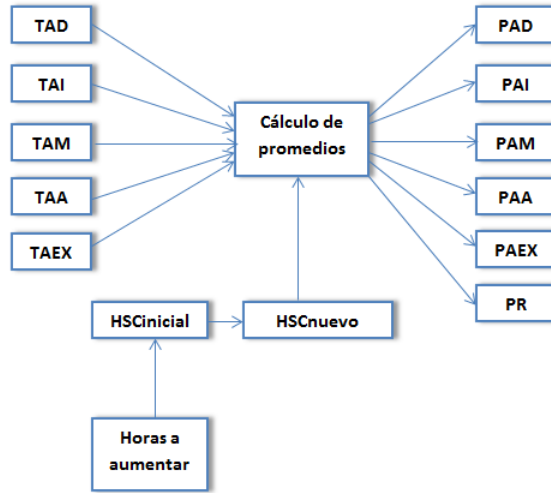 TAD
TAI
TAM
TAA
TAEX
Cálculo de
promedios
PAD
PAI
PAM
PAA
PAEX
PR
HSCinicial
HSCnuevo
Horas a
aumentar